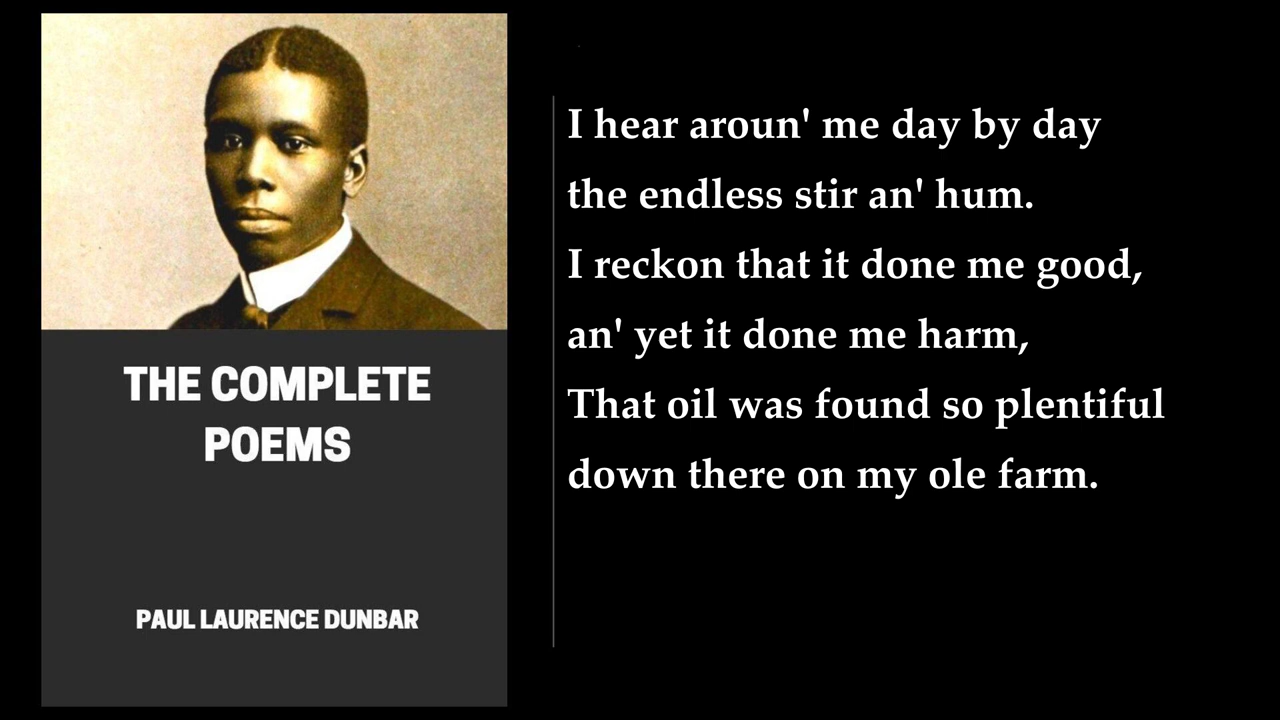 THE COMPLETE
POEMS
PAUL LAURENCE DUNBAR
I hear aroun' me day by day
the endless stir an' hum.
I reckon that it done me good,
an' yet it done me harm,
That oil was found so plentiful
down there on my ole farm.